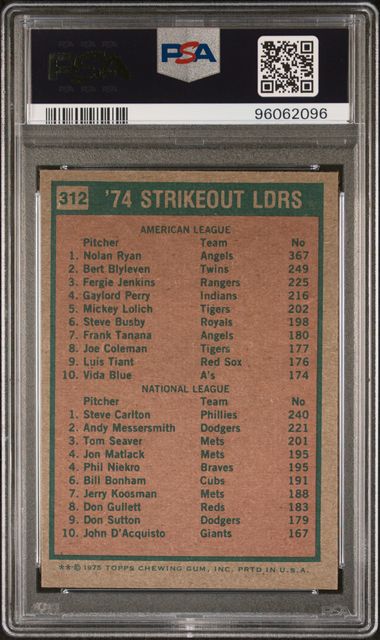 PSA
PSA
96062096
312 '74 STRIKEOUT LDRS
AMERICAN LEAGUE
Pitcher Team No
1. Nolan Ryan Angels 367
2. Bert Blyleven Twins 249
3. Fergie Jenkins Rangers 225
4. Gaylord Perry Indians 216
5. Mickey Lolich Tigers 202
6. Steve Busby Royals 198
7. Frank Tanana Angels 180
8. Joe Coleman Tigers 177
9. Luis Tiant Red Sox 176
10. Vida Blue A's 174
NATIONAL LEAGUE
Pitcher Team No
1. Steve Carlton Phillies 240
2. Andy Messersmith Dodgers 221
3. Tom Seaver Mets 201
4. Jon Matlack Mets 195
4. Phil Niekro Braves 195
6. Bill Bonham Cubs 191
7. Jerry Koosman Mets 188
8. Don Gullett Reds 183
9. Don Sutton Dodgers 179
10. John D'Acquisto Giants 167
** © 1975 TOPPS CHEWING GUM, INC. PRTD IN U.S.A.